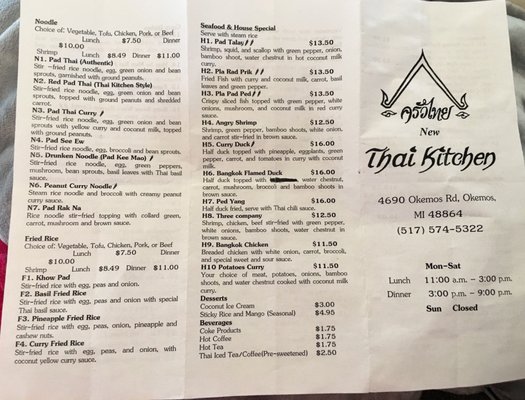 Noodle
Choice of: Vegetable, Tofu, Chicken, Pork, or Beef
Lunch $7.50 Dinner
$10.00
Shrimp Lunch $8.49 Dinner $11.00
N1. Pad Thai (Authentic)
Stir –fried rice noodle, egg, green onion and bean
sprouts, garnished with ground peanuts.
N2. Red Pad Thai (Thai Kitchen Style)
Stir-fried rice noodles, egg, green onion and bean
sprouts, topped with ground peanuts and shredded
carrot.
N3. Pad Thai Curry
Stir-fried rice noodle, egg, green onion and bean
sprouts with yellow curry and coconut milk, topped
with ground peanuts.
N4. Pad See Ew
Stir-fried rice noodle, egg, broccoli and bean sprouts.
N5. Drunken Noodle (Pad Kee Mao)
Stir-fried rice noodle, egg, green peppers,
mushroom, bean sprouts, basil leaves with Thai basil
sauce.
N6. Peanut Curry Noodle
Steam rice noodle and broccoli with creamy peanut
curry sauce.
N7. Pad Rak Na
Rice noodle stir-fried topping with collard green,
carrot, mushroom and brown sauce.
Fried Rice
Choice of: Vegetable, Tofu, Chicken, Pork, or Beef
Lunch $7.50 Dinner
$10.00
Shrimp Lunch $8.49 Dinner $11.00
F1. Khow Pad
Stir-fried rice with egg, peas and onion.
F2. Basil Fried Rice
Stir-fried rice with egg, peas and onion with special
Thai basil sauce.
F3. Pineapple Fried Rice
Stir-fried rice with egg, peas, onion, pineapple and
cashew nuts.
F4. Curry Fried Rice
Stir-fried rice with egg, peas, and onion, with
coconut yellow curry sauce.
Seafood & House Special
Serve with steam rice
H1. Pad Talay $13.50
Shrimp, squid, and scallop with green pepper, onion,
bamboo shoot, water chestnut in hot coconut milk
curry.
H2. Pla Rad Prik $13.50
Fried Fish with curry and coconut milk, carrot, basil
leaves and green pepper.
H3. Pla Pad Ped $13.50
Crispy sliced fish topped with green pepper, white
onions, mushroom, and coconut milk in red curry
sauce.
H4. Angry Shrimp $12.50
Shrimp, green pepper, bamboo shoots, white onion,
and carrot stir-fried in brown sauce.
H5. Curry Duck $16.00
Half duck topped with pineapple, eggplants, green
pepper, carrot, and tomatoes in curry with coconut
milk.
H6. Bangkok Flamed Duck $16.00
Half duck topped with water chestnut,
carrot, mushroom, broccoli and bamboo shoots in
brown sauce.
H7. Ped Yang $16.00
Half duck fried, serve with Thai chili sauce.
H8. Three company $12.50
Shrimp, chicken, beef stir-fried with green pepper,
white onions, bamboo shoots, water chestnut in
brown sauce.
H9. Bangkok Chicken $11.50
Breaded chicken with white onion, carrot, broccoli,
and special sweet and sour sauce.
H10 Potatoes Curry $11.50
Your choice of meat, potatoes, onions, bamboo
shoots, and water chestnut cooked with coconut milk
curry.
Desserts
Coconut Ice Cream $3.00
Sticky Rice and Mango (Seasonal) $4.95
Beverages
Coke Products $1.75
Hot Coffee $1.75
Hot Tea $1.75
Thai Iced Tea/Coffee(Pre-sweetened) $2.50
ครัวไทย
New
Thai Kitchen
4690 Okemos Rd, Okemos,
MI 48864
(517) 574-5322
Mon-Sat
Lunch 11:00 a.m. – 3:00 p.m.
Dinner 3:00 p.m. – 9:00 p.m.
Sun Closed